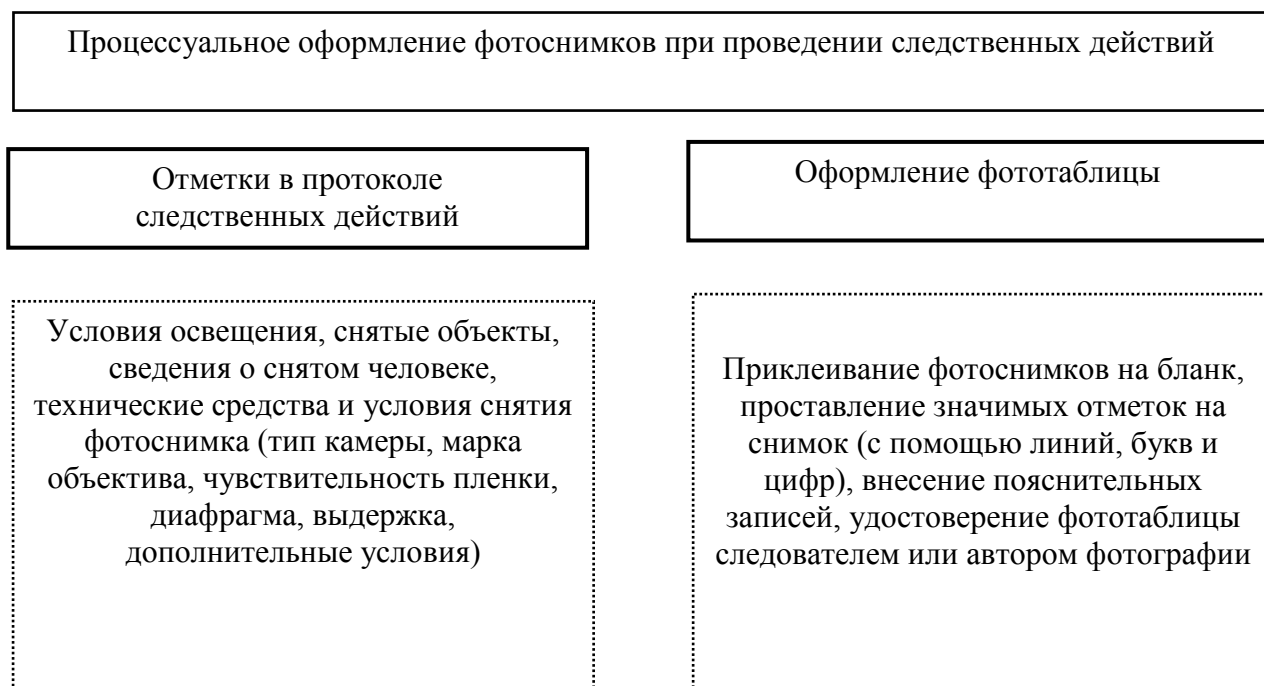 Процессуальное оформление фотоснимков при проведении следственных действий
Отметки в протоколе
следственных действий
Оформление фототаблицы
Условия освещения, снятые объекты,
сведения о снятом человеке,
технические средства и условия снятия
фотоснимка (тип камеры, марка
объектива, чувствительность пленки,
диафрагма, выдержка,
дополнительные условия)
Приклеивание фотоснимков на бланк,
проставление значимых отметок на
снимок (с помощью линий, букв и
цифр), внесение пояснительных
записей, удостоверение фототаблицы
следователем или автором фотографии